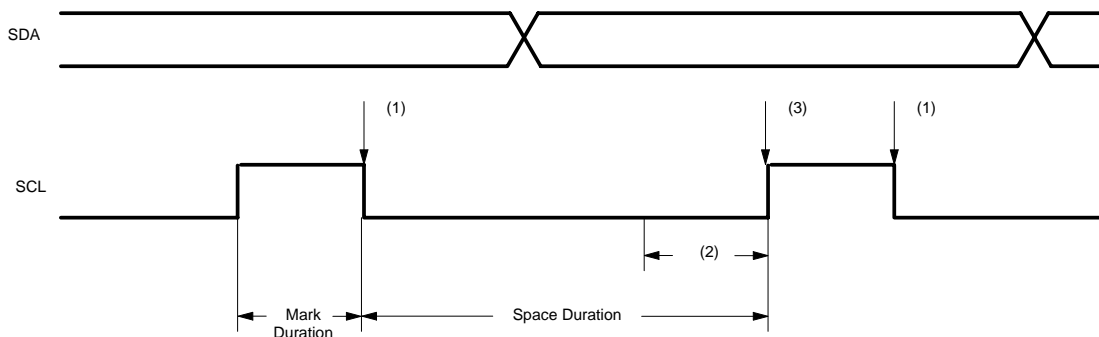 SDA
(1)
(3)
(1)
SCL
(2)
Mark
Duration
Space Duration